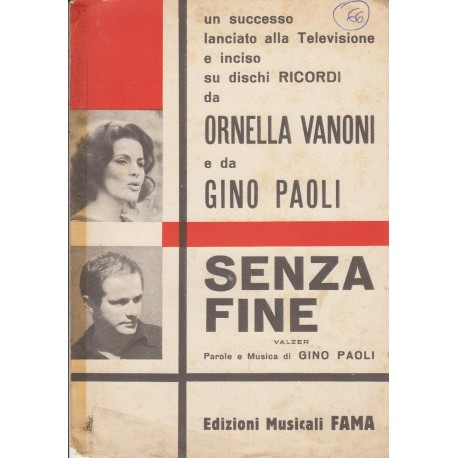 66
un successo
lanciato alla Televisione
e inciso
su dischi RICORDI
da
ORNELLA VANONI
e da
GINO PAOLI
SENZA
FINE
VALZER
Parole e Musica di GINO PAOLI
Edizioni Musicali FAMA